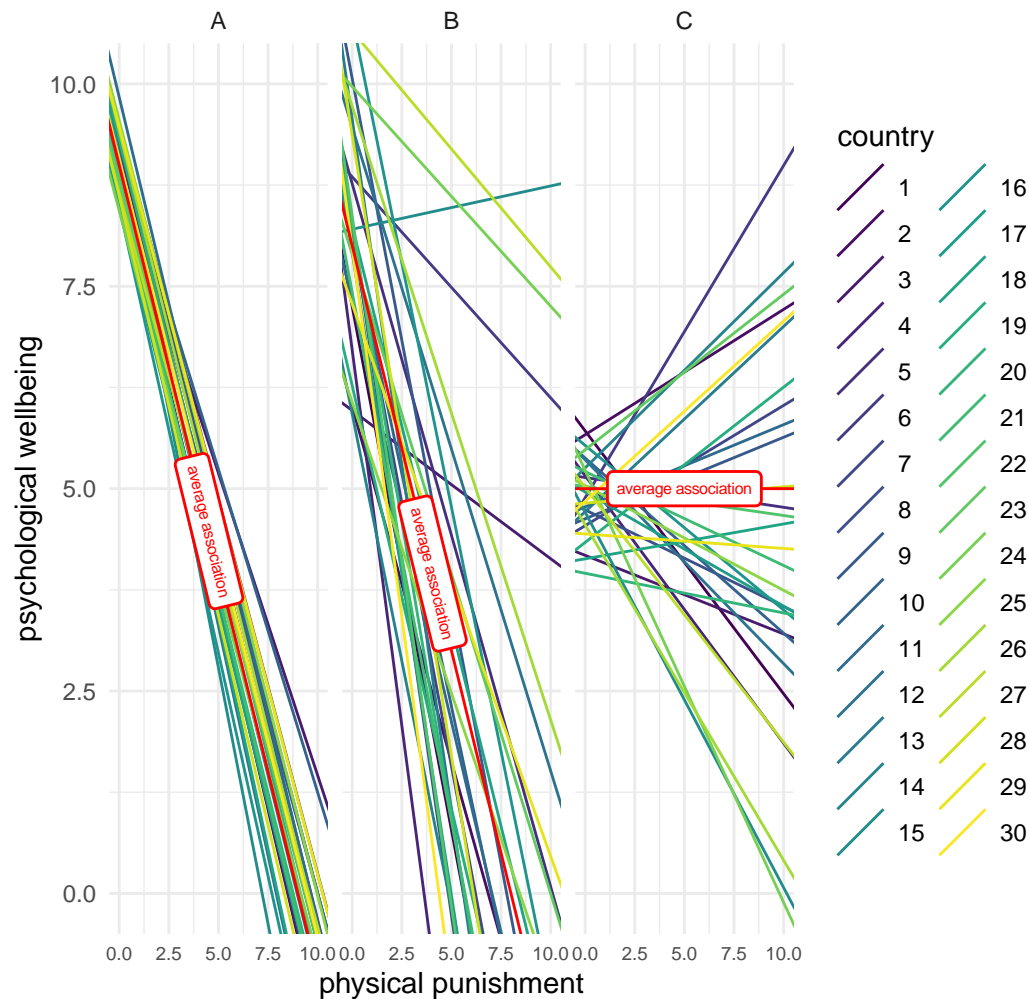 A B C
psychological wellbeing
10.0
7.5
5.0
2.5
0.0
average association
average association
average association
0.0 2.5 5.0 7.5 10.0 0.0 2.5 5.0 7.5 10.0 0.0 2.5 5.0 7.5 10.0
physical punishment
country
1 16
2 17
3 18
4 19
5 20
6 21
7 22
8 23
9 24
10 25
11 26
12 27
13 28
14 29
15 30